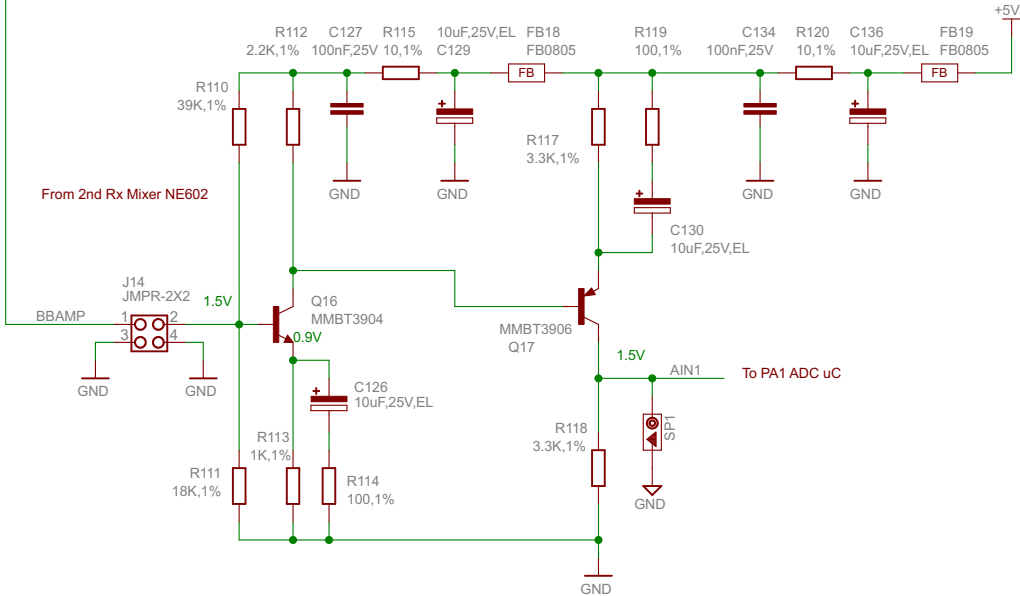 +5V
R112
2.2K,1%
C127
100nF,25V
R115
10,1%
10uF,25V,EL
C129
FB18
FB0805
R119
100,1%
C134
100nF,25V
R120
10,1%
C136
10uF,25V,EL
FB19
FB0805
FB
FB
R110
39K,1%
R117
3.3K,1%
GND
GND
GND
GND
From 2nd Rx Mixer NE602
C130
10uF,25V,EL
J14
JMPR-2X2
1.5V
Q16
MMBT3904
0.9V
BBAMP
1
2
3
4
MMBT3906
Q17
GND
GND
1.5V
AIN1
To PA1 ADC uC
C126
10uF,25V,EL
SP1
R118
3.3K,1%
R113
1K,1%
R111
18K,1%
R114
100,1%
GND
GND